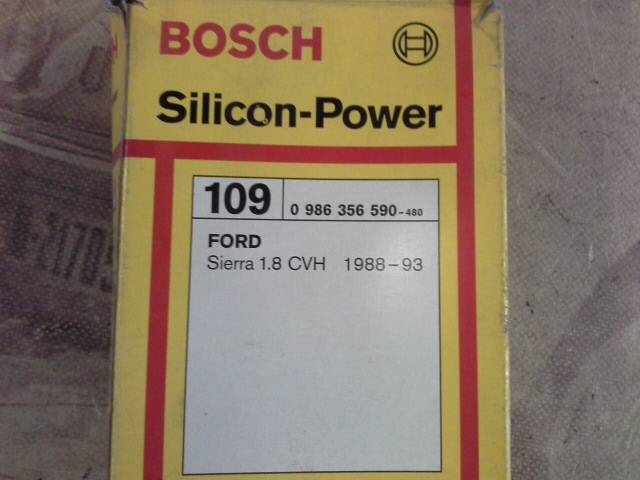 BOSCH
Silicon-Power
109
0 986 356 590-480
FORD
Sierra 1.8 CVH 1988-93